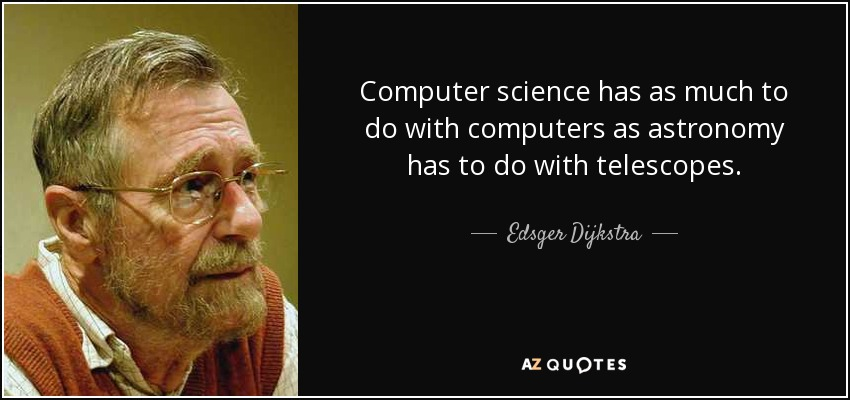 Computer science has as much to
do with computers as astronomy
has to do with telescopes.
Edsger Dijkstra
AZ QUOTES